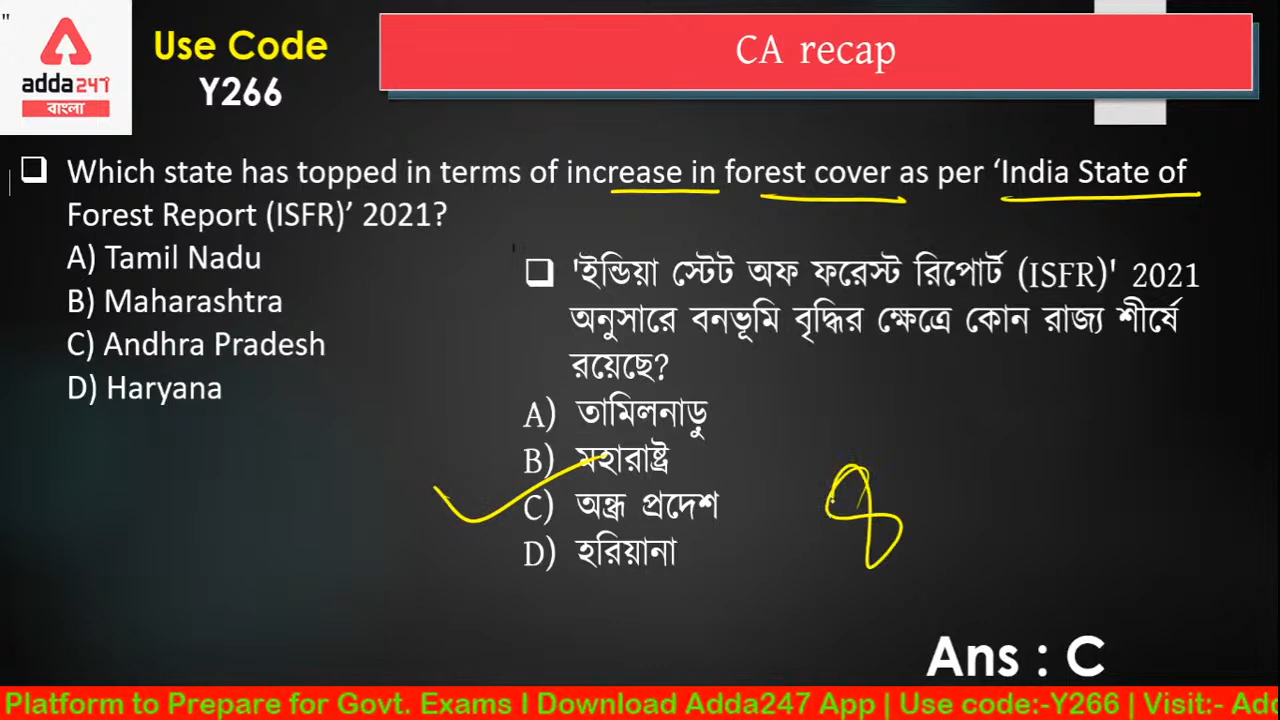 "
adda247
বাংলা
Use Code
Y266
CA recap
Which state has topped in terms of increase in forest cover as per ‘India State of
Forest Report (ISFR)’ 2021?
A) Tamil Nadu
B) Maharashtra
C) Andhra Pradesh
D) Haryana
'ইন্ডিয়া স্টেট অফ ফরেস্ট রিপোর্ট (ISFR)' 2021
অনুসারে বনভূমি বৃদ্ধির ক্ষেত্রে কোন রাজ্য শীর্ষে
রয়েছে?
A) তামিলনাড়ু
B) মহারাষ্ট্র
C) অন্ধ্র প্রদেশ
D) হরিয়ানা
8
Ans : C
Platform to Prepare for Govt. Exams I Download Adda247 App | Use code:-Y266 | Visit:- Ad